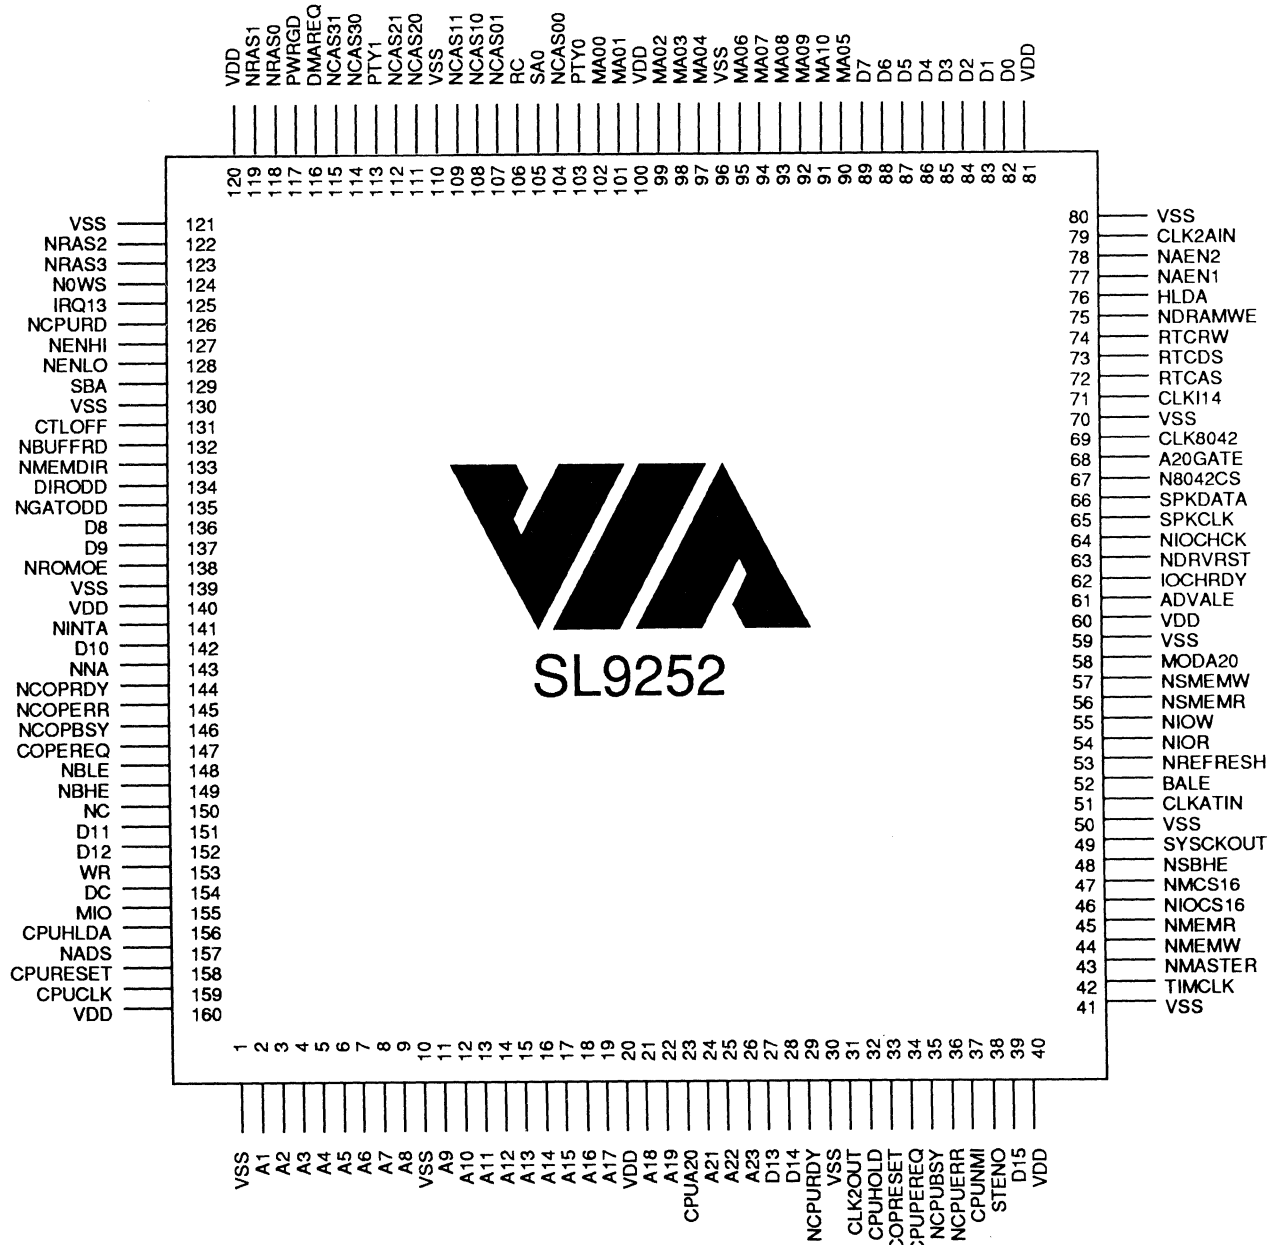 VDD NRAS1 NRAS0 PWRGD DMAREQ NCAS31 NCAS30 PTY1 NCAS21 NCAS20 VSS NCAS11 NCAS10 NCAS01 RC SA0 NCAS00 PTY0 MA00 MA01 VDD MA02 MA03 MA04 VSS MA06 MA07 MA08 MA09 MA10 MA05 D7 D6 D5 D4 D3 D2 D1 D0 VDD
120 119 118 117 116 115 114 113 112 111 110 109 108 107 106 105 104 103 102 101 100 99 98 97 96 95 94 93 92 91 90 89 88 87 86 85 84 83 82 81
VSS 121
NRAS2 122
NRAS3 123
N0WS 124
IRQ13 125
NCPURD 126
NENHI 127
NENLO 128
SBA 129
VSS 130
CTLOFF 131
NBUFFRD 132
NMEMDIR 133
DIRODD 134
NGATODD 135
D8 136
D9 137
NROMOE 138
VSS 139
VDD 140
NINTA 141
D10 142
NNA 143
NCOPRDY 144
NCOPERR 145
NCOPBSY 146
COPEREQ 147
NBLE 148
NBHE 149
NC 150
D11 151
D12 152
WR 153
DC 154
MIO 155
CPUHLDA 156
NADS 157
CPURESET 158
CPUCLK 159
VDD 160
VIA
SL9252
80 VSS
79 CLK2AIN
78 NAEN2
77 NAEN1
76 HLDA
75 NDRAMWE
74 RTCRW
73 RTCDS
72 RTCAS
71 CLKI14
70 VSS
69 CLK8042
68 A20GATE
67 N8042CS
66 SPKDATA
65 SPKCLK
64 NIOCHCK
63 NDRVRST
62 IOCHRDY
61 ADVALE
60 VDD
59 VSS
58 MODA20
57 NSMEMW
56 NSMEMR
55 NIOW
54 NIOR
53 NREFRESH
52 BALE
51 CLKATIN
50 VSS
49 SYSCKOUT
48 NSBHE
47 NMCS16
46 NIOCS16
45 NMEMR
44 NMEMW
43 NMASTER
42 TIMCLK
41 VSS
1 2 3 4 5 6 7 8 9 10 11 12 13 14 15 16 17 18 19 20 21 22 23 24 25 26 27 28 29 30 31 32 33 34 35 36 37 38 39 40
VSS A1 A2 A3 A4 A5 A6 A7 A8 VSS A9 A10 A11 A12 A13 A14 A15 A16 A17 VDD A18 A19 CPUA20 A21 A22 A23 D13 D14 NCPURDY VSS CLK2OUT CPUHOLD COPRESET CPUPEREQ NCPUBSY NCPUERR CPUNMI STENO D15 VDD